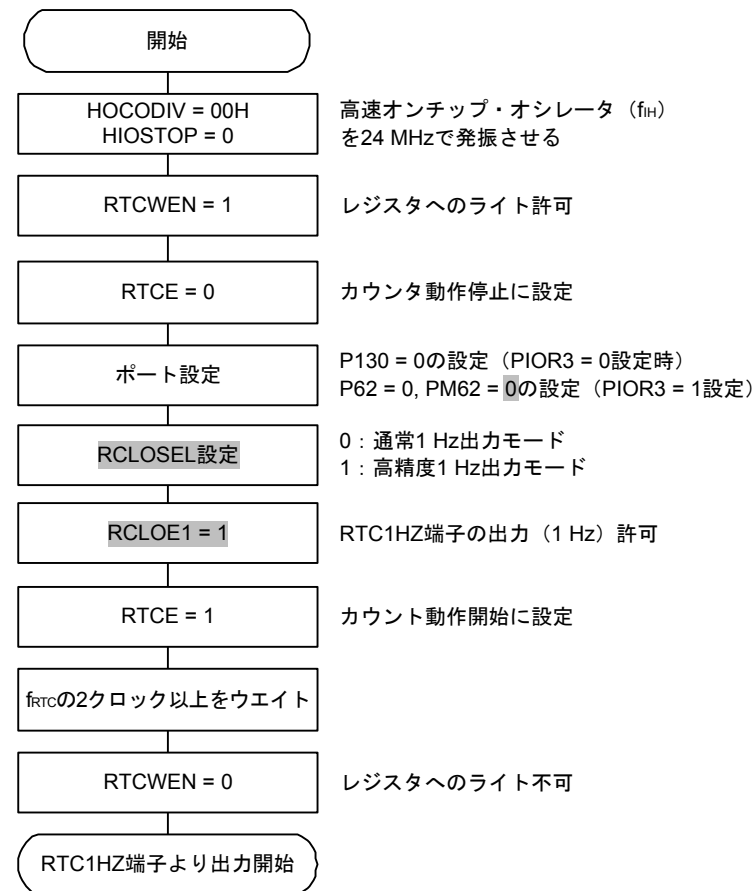 開始
HOCODIV = 00H
HIOSTOP = 0
高速オンチップ・オシレータ（fIH）
を24 MHzで発振させる
RTCWEN = 1
レジスタへのライト許可
RTCE = 0
カウンタ動作停止に設定
ポート設定
P130 = 0の設定（PIOR3 = 0設定時）
P62 = 0, PM62 = 0の設定（PIOR3 = 1設定）
RCLOSEL設定
0：通常1 Hz出力モード
1：高精度1 Hz出力モード
RCLOE1 = 1
RTC1HZ端子の出力（1 Hz）許可
RTCE = 1
カウント動作開始に設定
fRTCの2クロック以上をウエイト
RTCWEN = 0
レジスタへのライト不可
RTC1HZ端子より出力開始